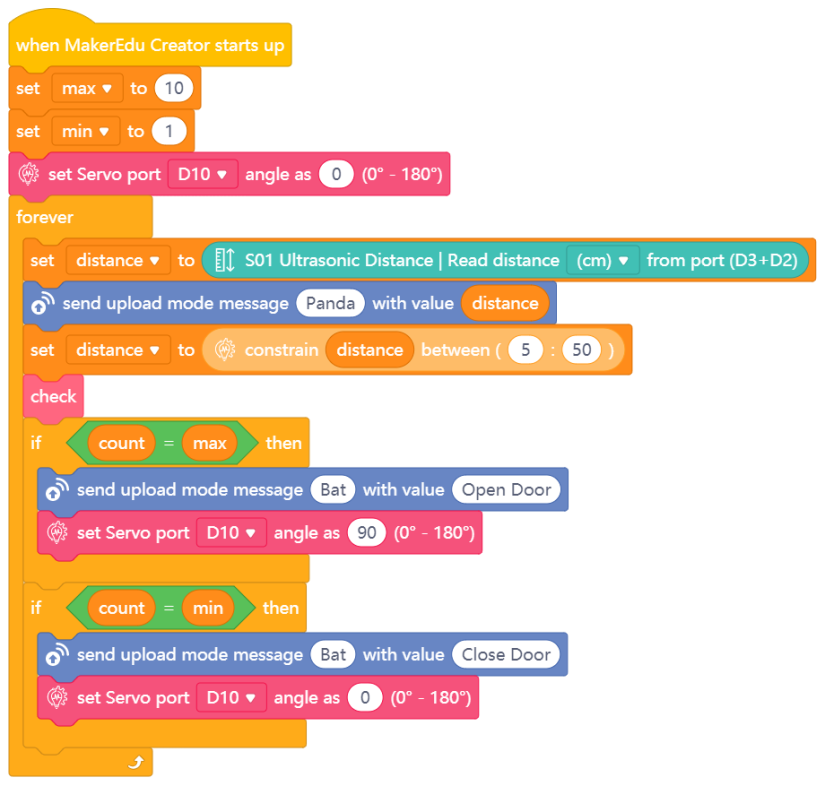 when MakerEdu Creator starts up
set max to 10
set min to 1
set Servo port D10 angle as 0 (0° - 180°)
forever
set distance to S01 Ultrasonic Distance | Read distance (cm) from port (D3+D2)
send upload mode message Panda with value distance
set distance to constrain distance between ( 5 : 50 )
check
if count = max then
send upload mode message Bat with value Open Door
set Servo port D10 angle as 90 (0° - 180°)
if count = min then
send upload mode message Bat with value Close Door
set Servo port D10 angle as 0 (0° - 180°)